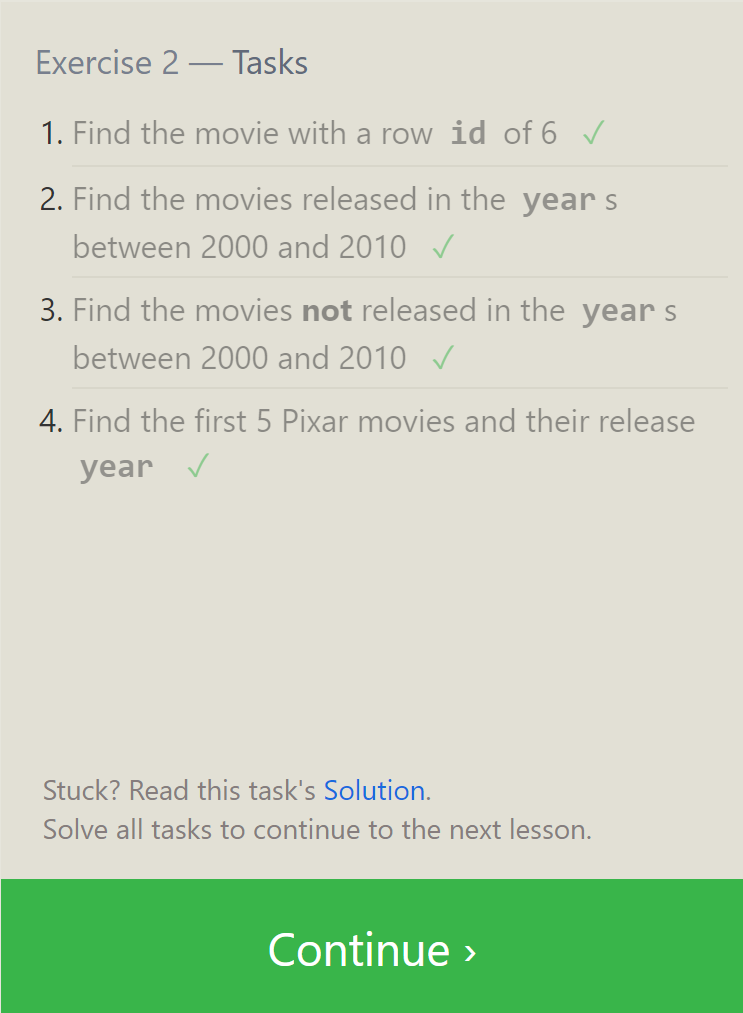 Exercise 2 — Tasks
1. Find the movie with a row id of 6 ✓
2. Find the movies released in the year s
between 2000 and 2010 ✓
3. Find the movies not released in the year s
between 2000 and 2010 ✓
4. Find the first 5 Pixar movies and their release
year ✓
Stuck? Read this task's Solution.
Solve all tasks to continue to the next lesson.
Continue ›